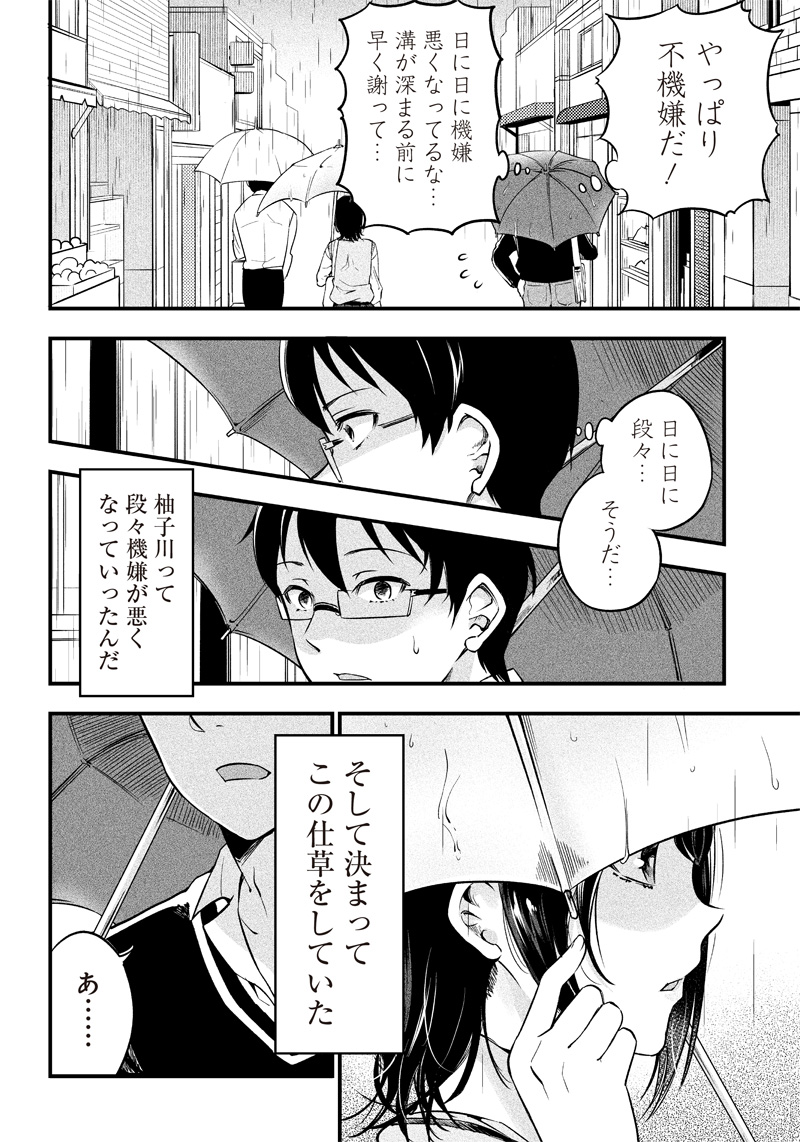 やっぱり
不機嫌だ！
日に日に機嫌
悪くなってるな…
溝が深まる前に
早く謝って…
日に日に
段々…
そうだ…
柚子川って
段々機嫌が悪く
なっていったんだ
そして決まって
この仕草をしていた
あ……